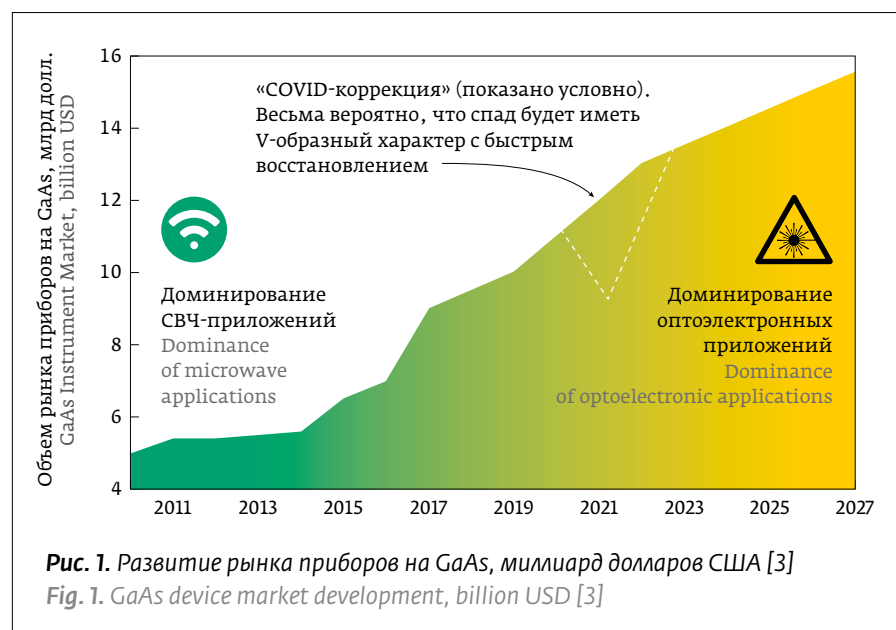 Объем рынка приборов на GaAs, млрд долл.
GaAs Instrument Market, billion USD
16
14
12
10
8
6
4
«COVID-коррекция» (показано условно).
Весьма вероятно, что спад будет иметь
V-образный характер с быстрым
восстановлением
Доминирование
СВЧ-приложений
Dominance
of microwave
applications
Доминирование
оптоэлектронных
приложений
Dominance
of optoelectronic applications
2011 2013 2015 2017 2019 2021 2023 2025 2027
Рис. 1. Развитие рынка приборов на GaAs, миллиард долларов США [3]
Fig. 1. GaAs device market development, billion USD [3]